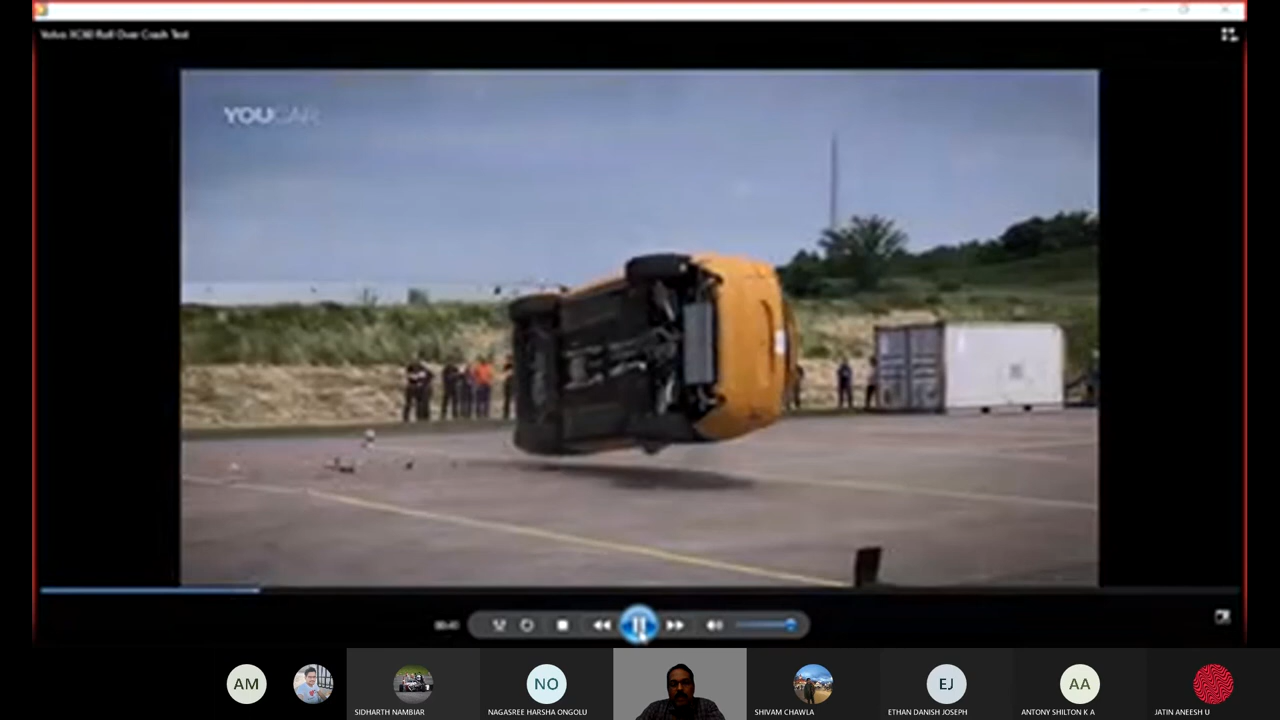 Volvo XC60 Roll Over Crash Test
YOUCAR
AM
NO
EJ
AA
SIDHARTH NAMBIAR
NAGASREE HARSHA ONGOLU
SHIVAM CHAWLA
ETHAN DANISH JOSEPH
ANTONY SHILTON K A
JATIN ANEESH U